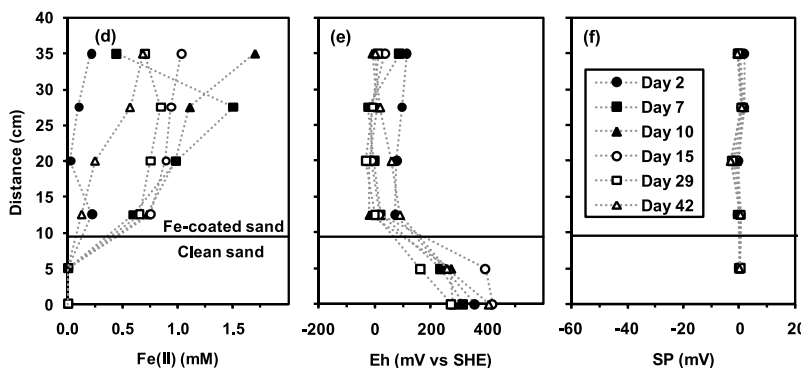 (d) (e) (f)
40
35
30
25
20
15
10
5
0
Distance (cm)
Fe-coated sand
Clean sand
Day 2
Day 7
Day 10
Day 15
Day 29
Day 42
0.0 0.5 1.0 1.5
-200 0 200 400
-60 -40 -20 0 20
Fe(II) (mM)
Eh (mV vs SHE)
SP (mV)